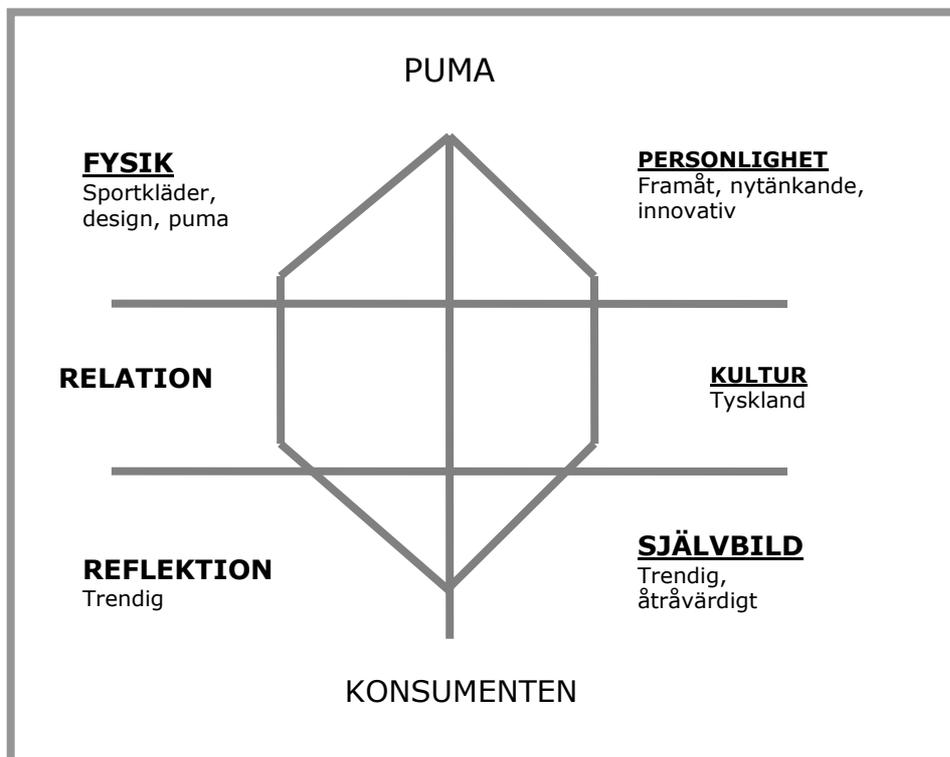 PUMA
FYSIK
Sportkläder,
design, puma
PERSONLIGHET
Framåt, nytänkande,
innovativ
RELATION
KULTUR
Tyskland
REFLEKTION
Trendig
SJÄLVBILD
Trendig,
åtråvärdigt
KONSUMENTEN